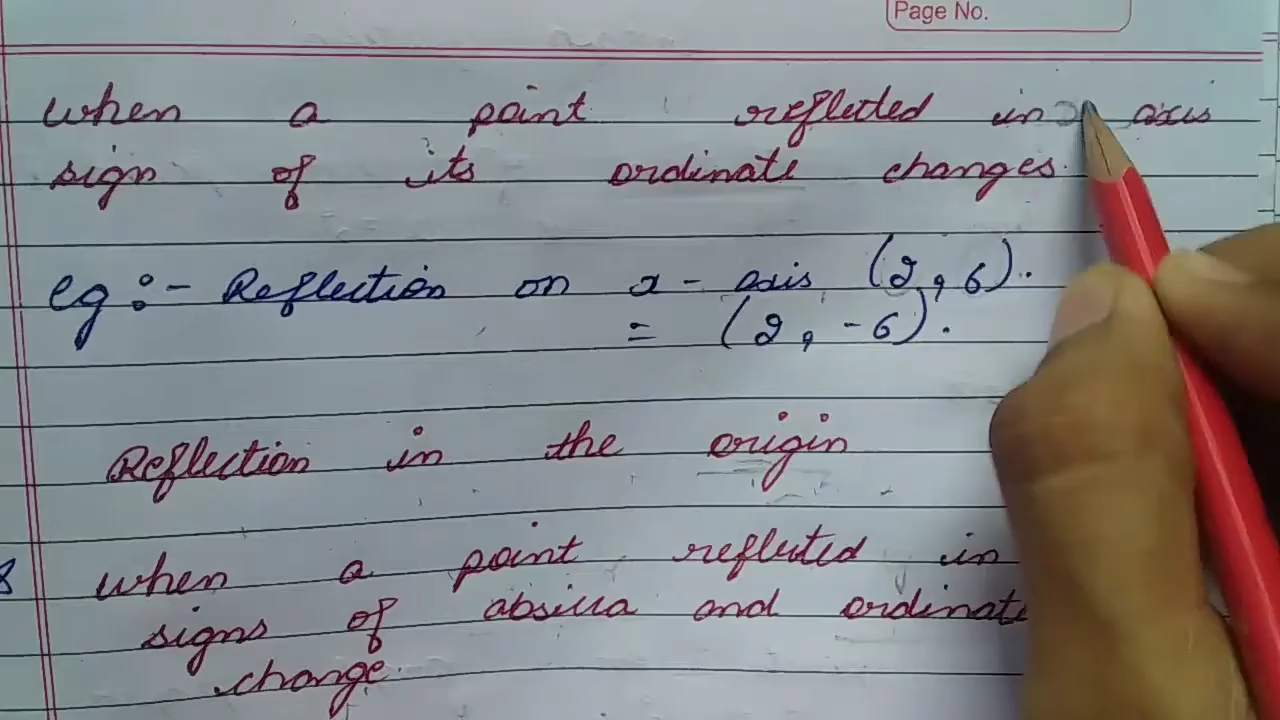 Page No.
when a point reflected in axis
sign of its ordinate changes.
eg:- Reflection on x- axis (2,6).
= (2, -6).
Reflection in the origin
when a point reflected in
signs of absilla and ordinate
change.